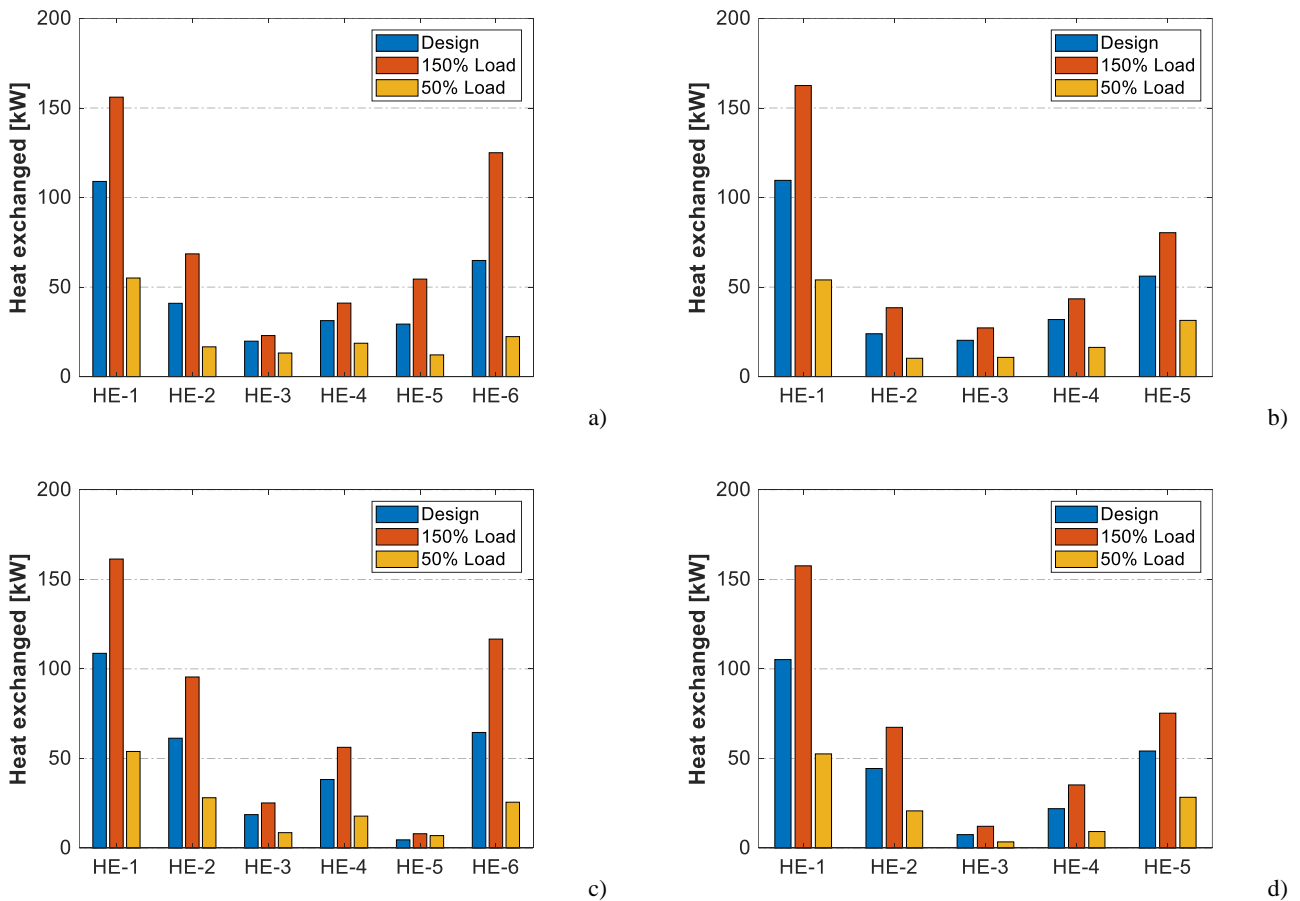 200
150
100
50
0
Heat exchanged [kW]
Design
150% Load
50% Load
HE-1 HE-2 HE-3 HE-4 HE-5 HE-6
a)
200
150
100
50
0
Heat exchanged [kW]
Design
150% Load
50% Load
HE-1 HE-2 HE-3 HE-4 HE-5
b)
200
150
100
50
0
Heat exchanged [kW]
Design
150% Load
50% Load
HE-1 HE-2 HE-3 HE-4 HE-5 HE-6
c)
200
150
100
50
0
Heat exchanged [kW]
Design
150% Load
50% Load
HE-1 HE-2 HE-3 HE-4 HE-5
d)